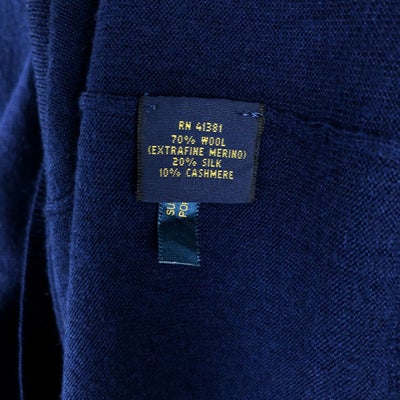 RN 41381
70% WOOL
(EXTRAFINE MERINO)
20% SILK
10% CASHMERE